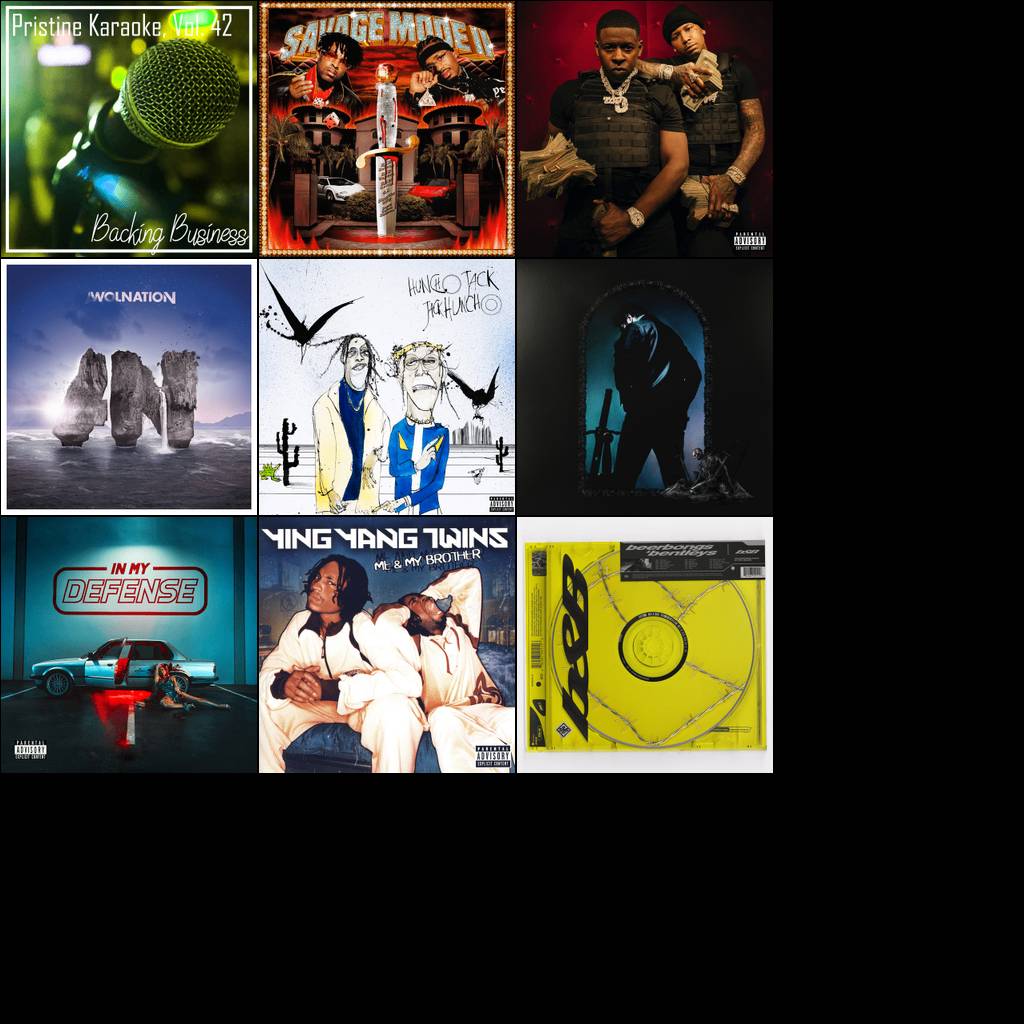 Pristine Karaoke, Vol. 42
Backing Business
SAVAGE MODE II
PARENTAL
ADVISORY
EXPLICIT CONTENT
AWOLNATION
HUNCHO JACK
JACK HUNCHO
PARENTAL
ADVISORY
EXPLICIT CONTENT
IN MY
DEFENSE
PARENTAL
ADVISORY
EXPLICIT CONTENT
YING YANG TWINS
ME & MY BROTHER
PARENTAL
ADVISORY
EXPLICIT CONTENT
beerbongs
'bentleys
b&b